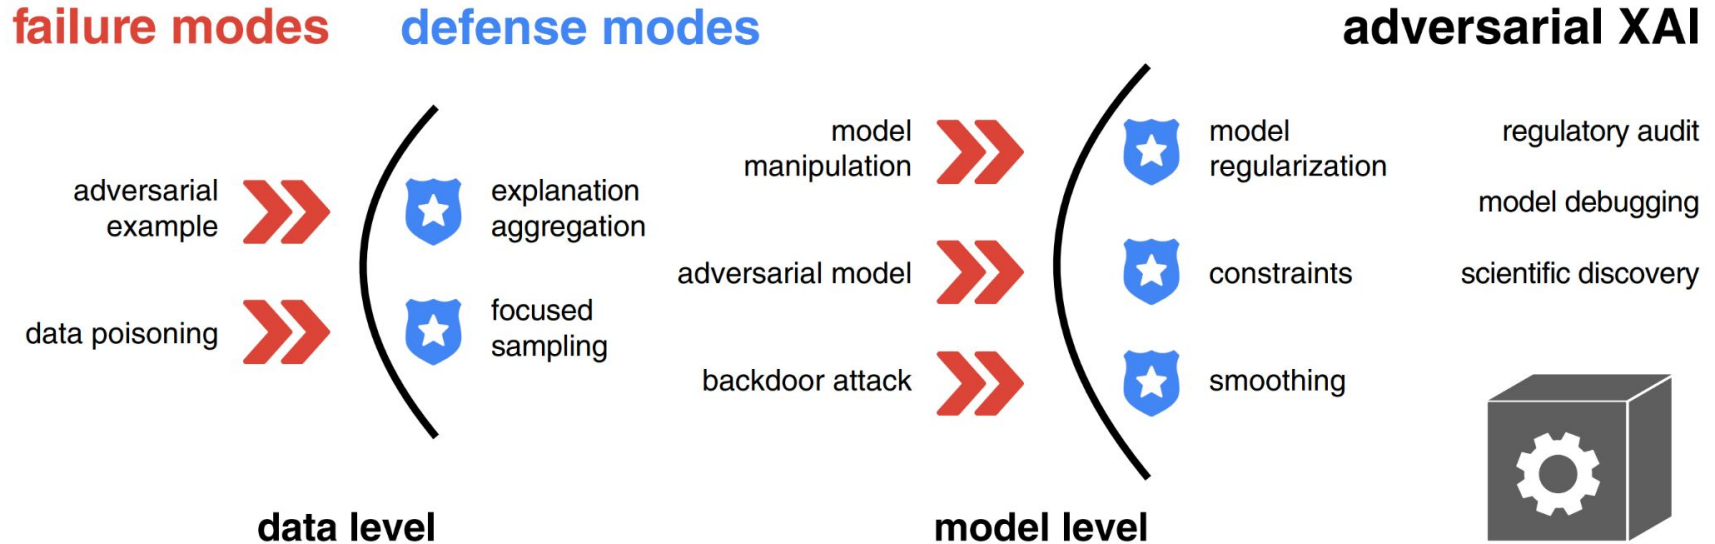 failure modes
defense modes
adversarial XAI
adversarial
example
data poisoning
explanation
aggregation
focused
sampling
data level
model
manipulation
adversarial model
backdoor attack
model
regularization
constraints
smoothing
model level
regulatory audit
model debugging
scientific discovery